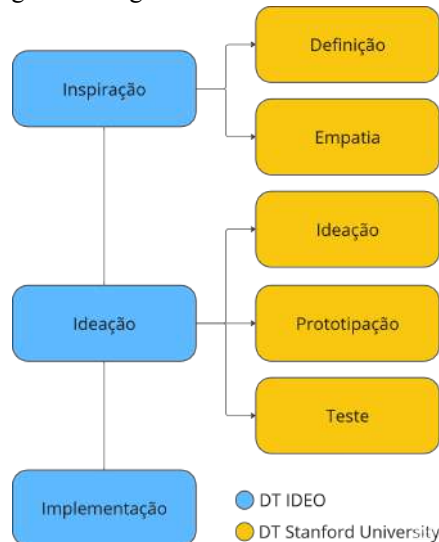 Definição
Inspiração
Empatia
Ideação
Ideação
Prototipação
Teste
Implementação
DT IDEO
DT Stanford University